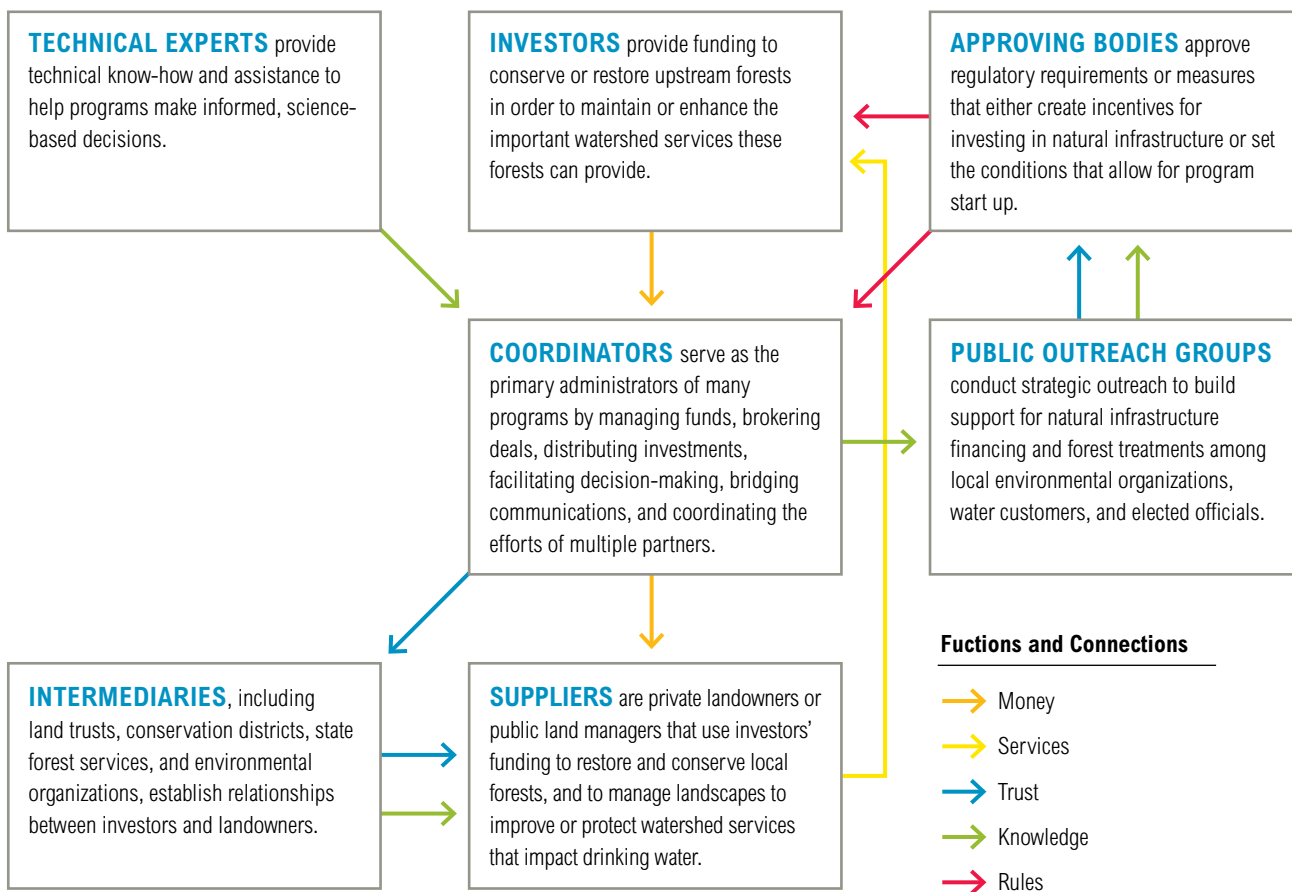 TECHNICAL EXPERTS provide
technical know-how and assistance to
help programs make informed, science-
based decisions.
INVESTORS provide funding to
conserve or restore upstream forests
in order to maintain or enhance the
important watershed services these
forests can provide.
APPROVING BODIES approve
regulatory requirements or measures
that either create incentives for
investing in natural infrastructure or set
the conditions that allow for program
start up.
COORDINATORS serve as the
primary administrators of many
programs by managing funds, brokering
deals, distributing investments,
facilitating decision-making, bridging
communications, and coordinating the
efforts of multiple partners.
PUBLIC OUTREACH GROUPS
conduct strategic outreach to build
support for natural infrastructure
financing and forest treatments among
local environmental organizations,
water customers, and elected officials.
INTERMEDIARIES, including
land trusts, conservation districts, state
forest services, and environmental
organizations, establish relationships
between investors and landowners.
SUPPLIERS are private landowners or
public land managers that use investors’
funding to restore and conserve local
forests, and to manage landscapes to
improve or protect watershed services
that impact drinking water.
Fuctions and Connections
Money
Services
Trust
Knowledge
Rules